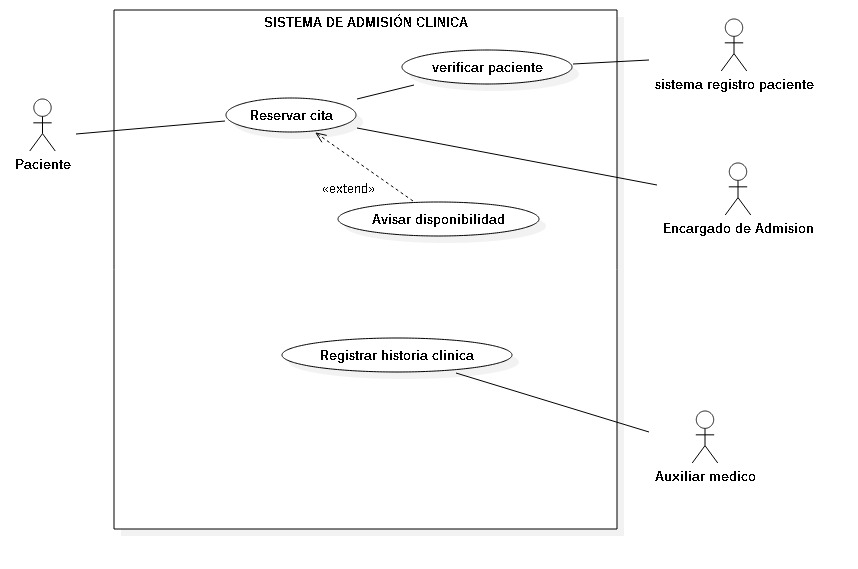 SISTEMA DE ADMISIÓN CLINICA
verificar paciente
sistema registro paciente
Reservar cita
Paciente
«extend»
Avisar disponibilidad
Encargado de Admision
Registrar historia clinica
Auxiliar medico